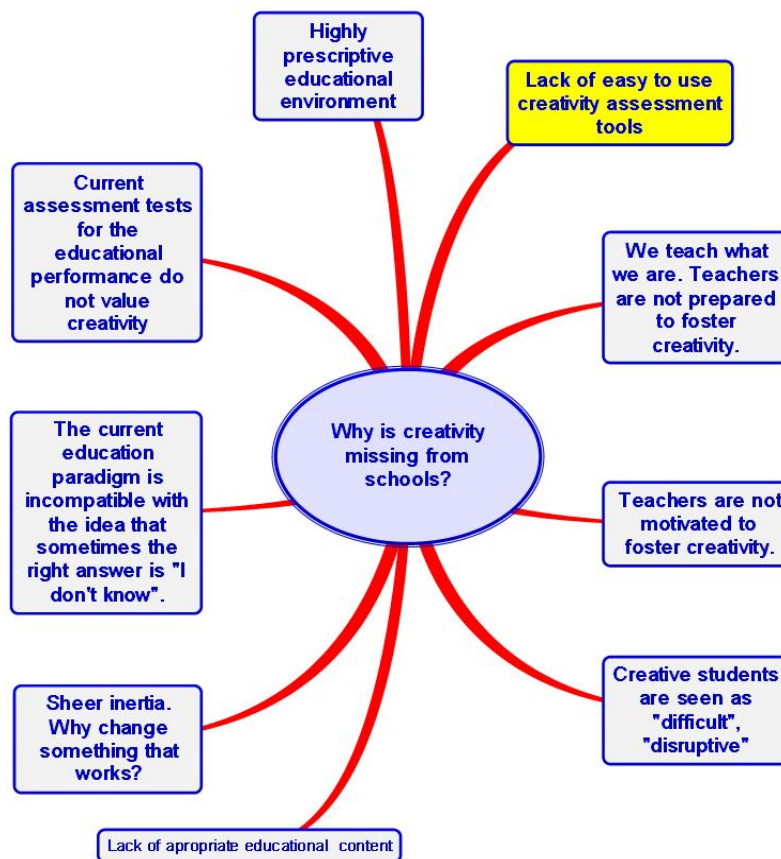 Highly
prescriptive
educational
environment
Lack of easy to use
creativity assessment
tools
Current
assessment tests
for the
educational
performance do
not value
creativity
We teach what
we are. Teachers
are not prepared
to foster
creativity.
Why is creativity
missing from
schools?
The current
education
paradigm is
incompatible with
the idea that
sometimes the
right answer is "I
don't know".
Teachers are not
motivated to
foster creativity.
Sheer inertia.
Why change
something that
works?
Creative students
are seen as
"difficult",
"disruptive"
Lack of apropriate educational content